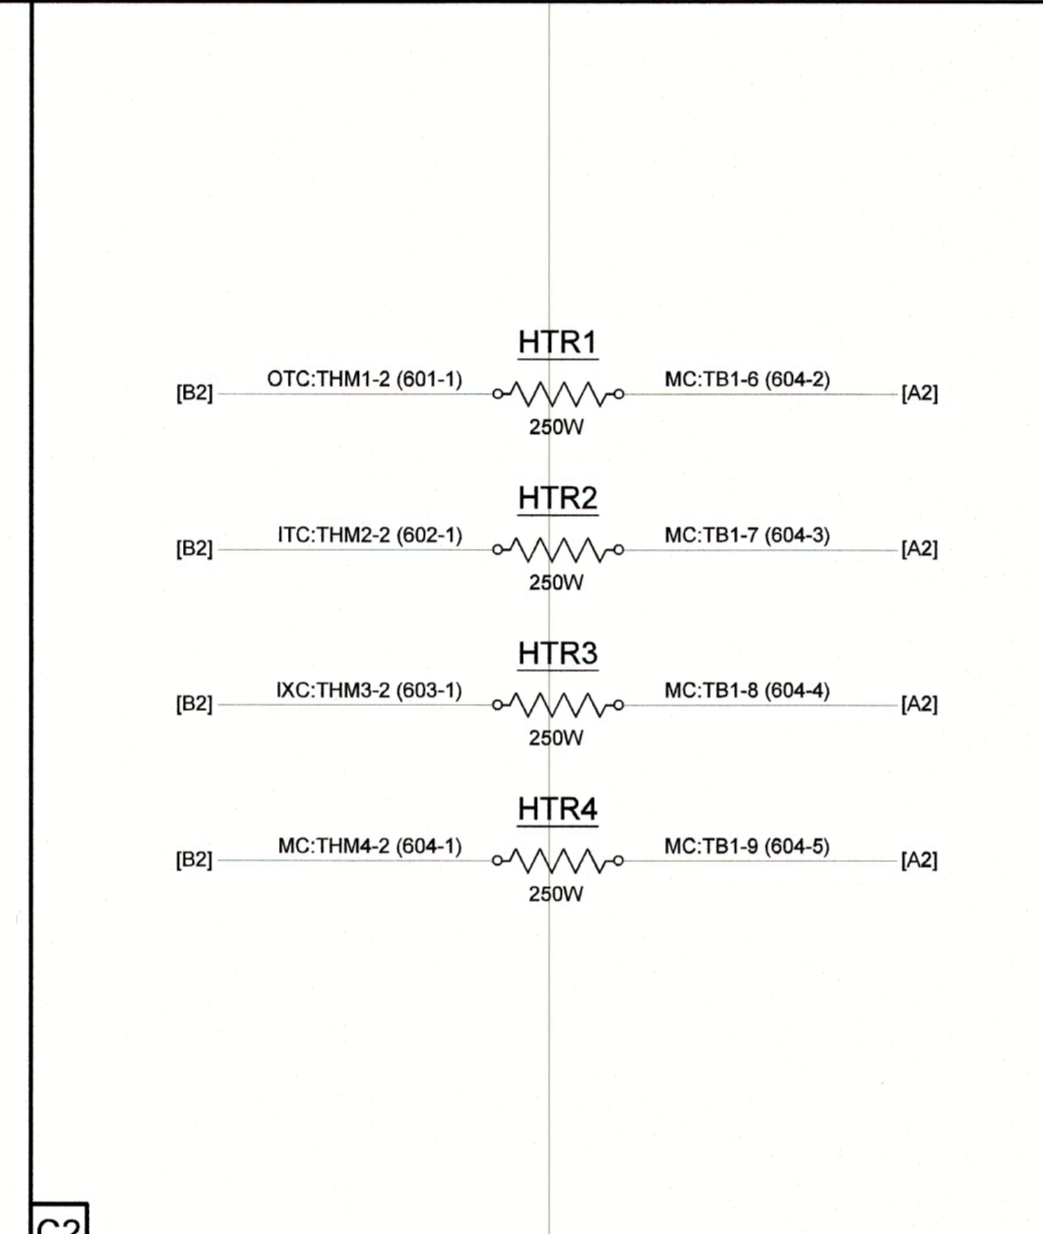 HTR1
[B2] OTC:THM1-2 (601-1) MC:TB1-6 (604-2) [A2]
250W
HTR2
[B2] ITC:THM2-2 (602-1) MC:TB1-7 (604-3) [A2]
250W
HTR3
[B2] IXC:THM3-2 (603-1) MC:TB1-8 (604-4) [A2]
250W
HTR4
[B2] MC:THM4-2 (604-1) MC:TB1-9 (604-5) [A2]
250W
C2